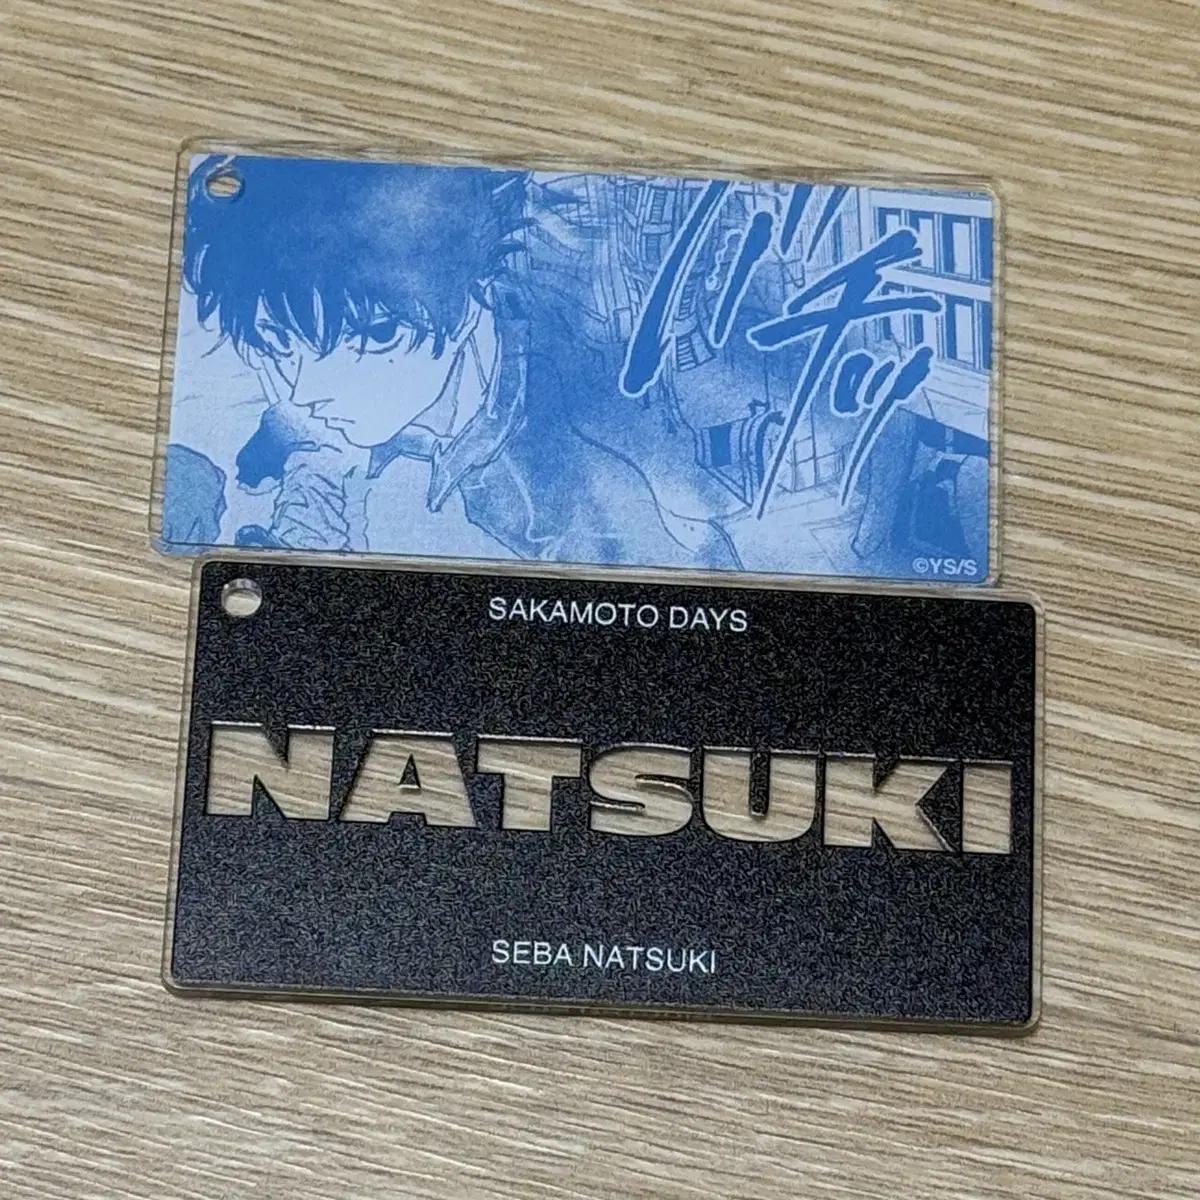 バチッ
©YS/S
SAKAMOTO DAYS
NATSUKI
SEBA NATSUKI